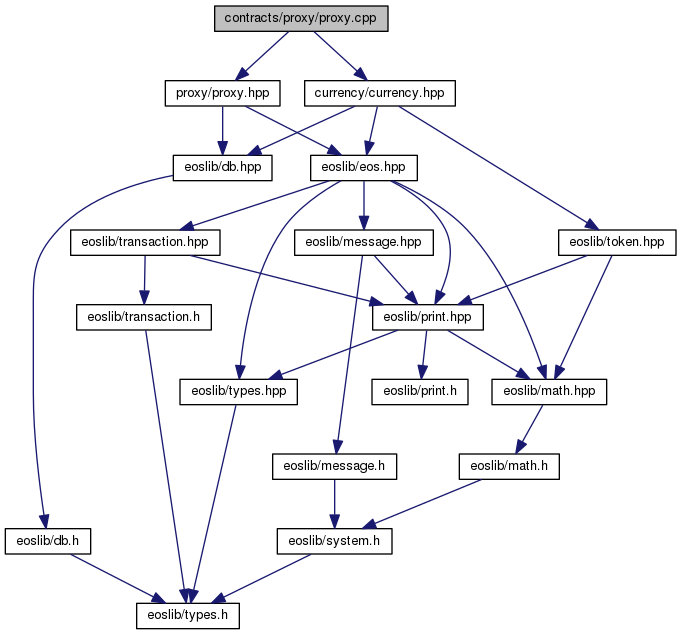 contracts/proxy/proxy.cpp
proxy/proxy.hpp
currency/currency.hpp
eoslib/db.hpp
eoslib/eos.hpp
eoslib/transaction.hpp
eoslib/message.hpp
eoslib/token.hpp
eoslib/transaction.h
eoslib/print.hpp
eoslib/types.hpp
eoslib/print.h
eoslib/math.hpp
eoslib/message.h
eoslib/math.h
eoslib/db.h
eoslib/system.h
eoslib/types.h